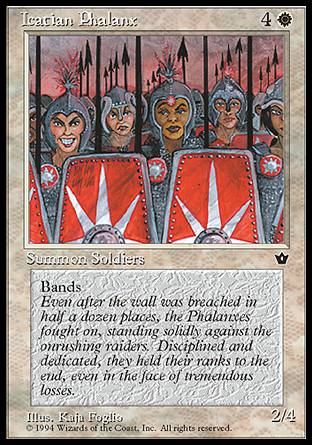 Icatian Phalanx 4
Summon Soldiers
Bands
Even after the wall was breached in
half a dozen places, the Phalanxes
fought on, standing solidly against the
onrushing raiders. Disciplined and
dedicated, they held their ranks to the
end, even in the face of tremendous
losses.
Illus. Kaja Foglio 2/4
© 1994 Wizards of the Coast, Inc. All rights reserved.